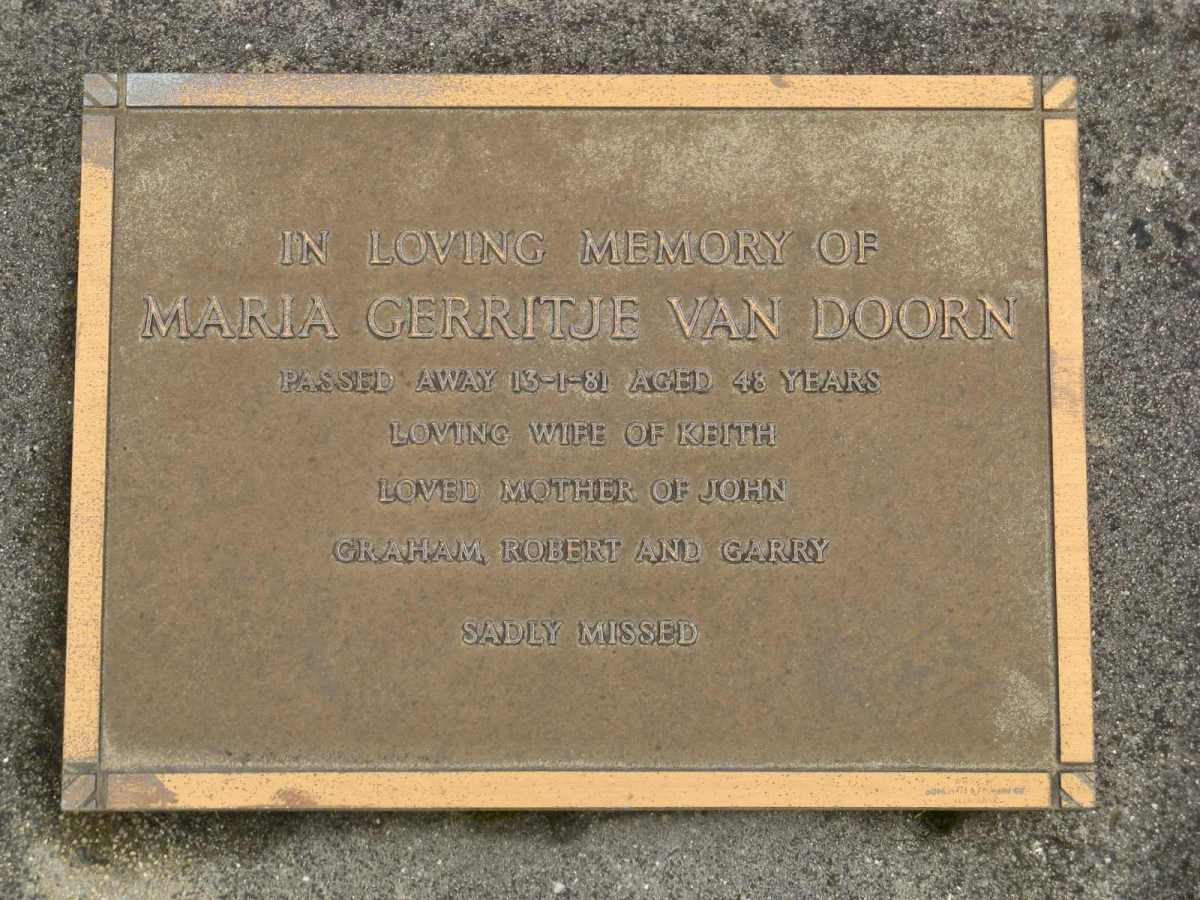 IN LOVING MEMORY OF
MARIA GERRITJE VAN DOORN
PASSED AWAY 13-1-81 AGED 48 YEARS
LOVING WIFE OF KEITH
LOVED MOTHER OF JOHN
GRAHAM, ROBERT AND GARRY
SADLY MISSED